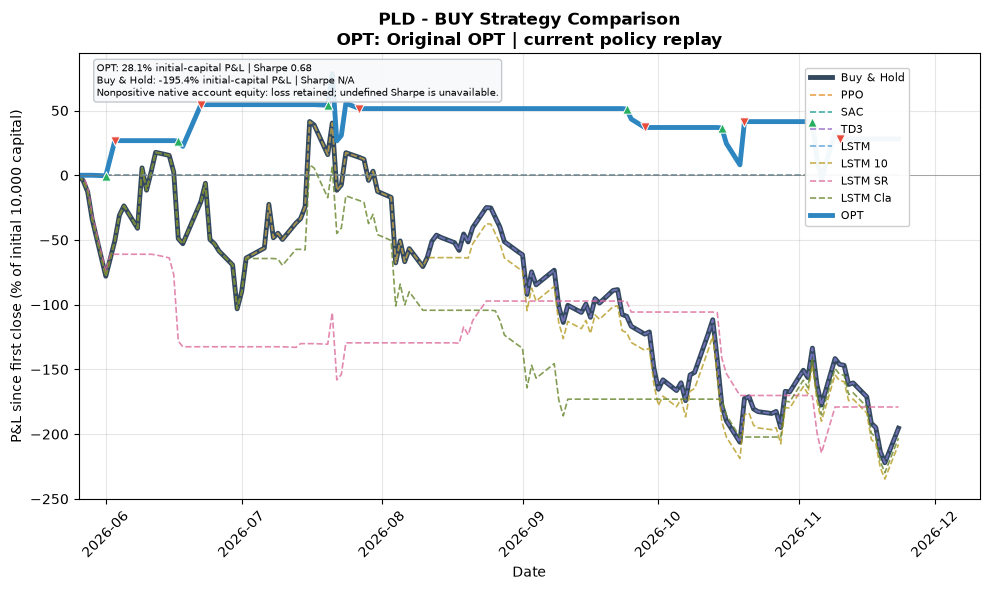 PLD - BUY Strategy Comparison
OPT: Original OPT | current policy replay
OPT: 28.1% initial-capital P&L | Sharpe 0.68
Buy & Hold: -195.4% initial-capital P&L | Sharpe N/A
Nonpositive native account equity: loss retained; undefined Sharpe is unavailable.
Buy & Hold
PPO
SAC
TD3
LSTM
LSTM 10
LSTM SR
LSTM Cla
OPT
P&L since first close (% of initial 10,000 capital)
50
0
−50
−100
−150
−200
−250
2026-06
2026-07
2026-08
2026-09
2026-10
2026-11
2026-12
Date